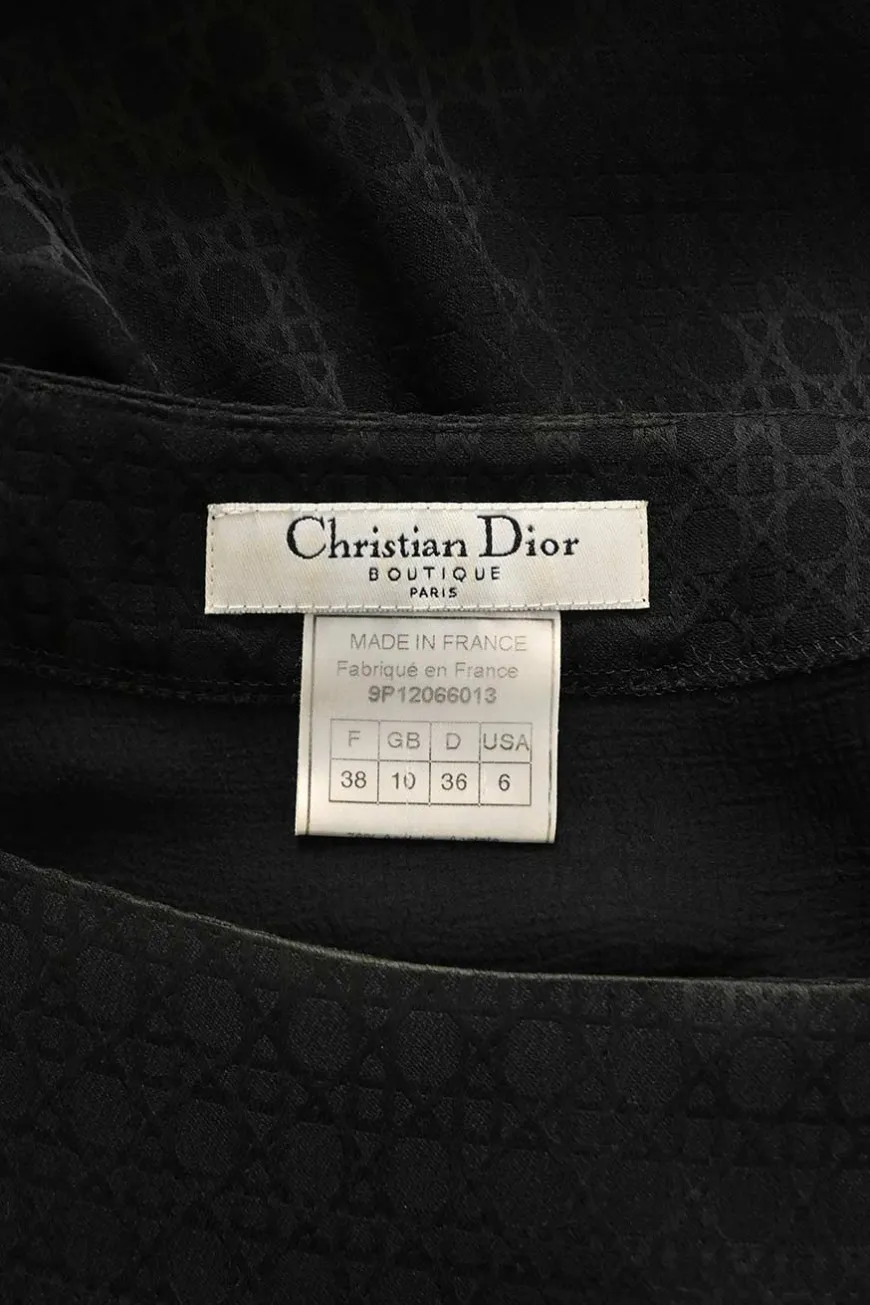 Christian Dior
BOUTIQUE
PARIS
MADE IN FRANCE
Fabriqué en France
9P12066013
F GB D USA
38 10 36 6